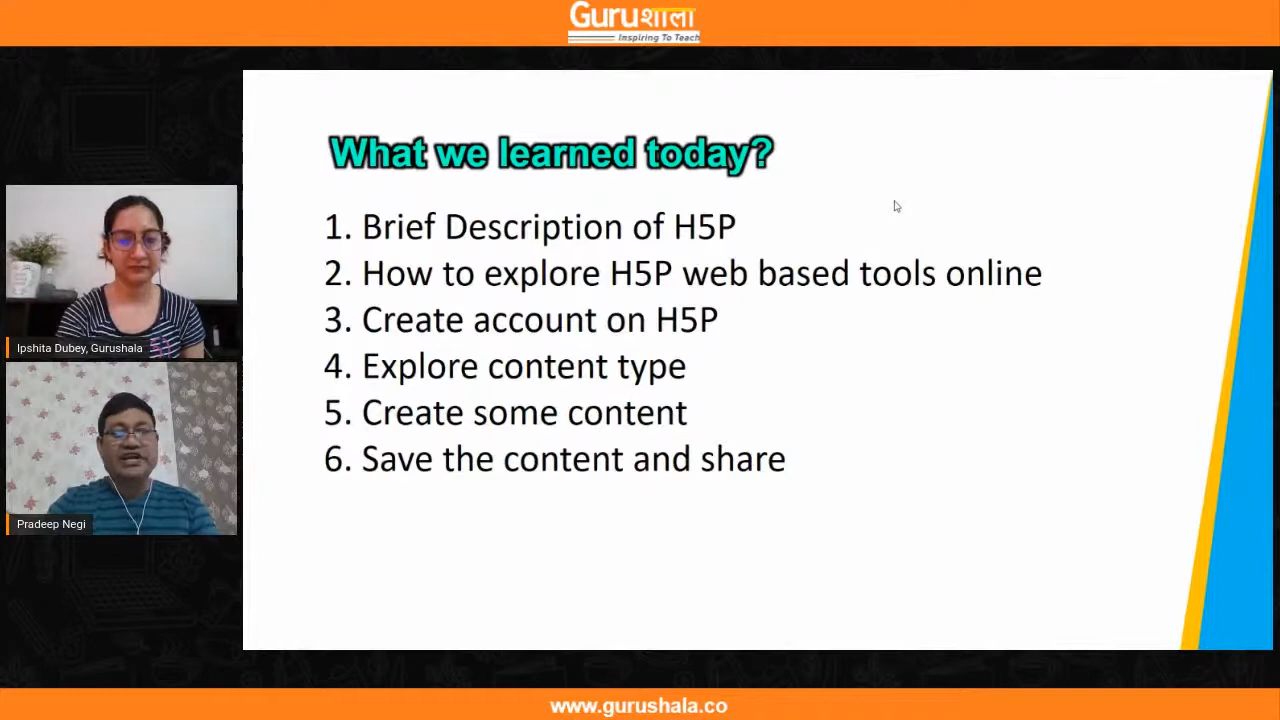 Guruशाला
Inspiring To Teach
What we learned today?
1. Brief Description of H5P
2. How to explore H5P web based tools online
3. Create account on H5P
4. Explore content type
5. Create some content
6. Save the content and share
Ipshita Dubey, Gurushala
Pradeep Negi
www.gurushala.co